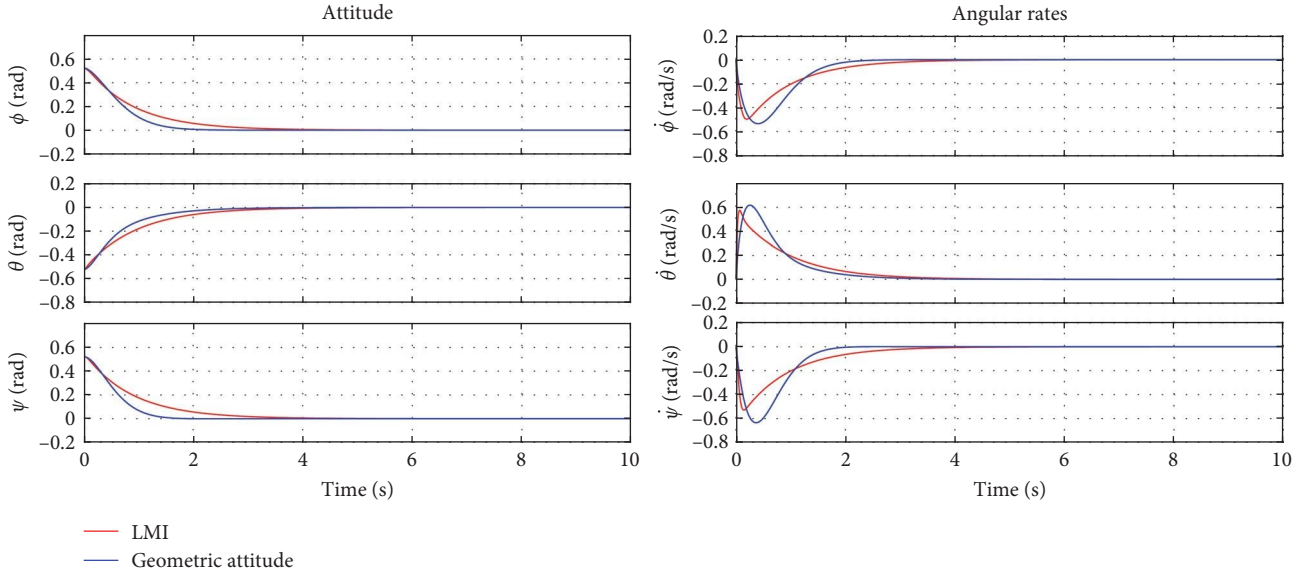 Attitude
0.6
0.4
0.2
0
–0.2
ϕ (rad)
0.2
0
–0.2
–0.4
–0.6
–0.8
θ (rad)
0.6
0.4
0.2
0
–0.2
ψ (rad)
0 2 4 6 8 10
Time (s)
Angular rates
0.2
0
–0.2
–0.4
–0.6
–0.8
ϕ̇ (rad/s)
0.6
0.4
0.2
0
–0.2
θ̇ (rad/s)
0.2
0
–0.2
–0.4
–0.6
–0.8
ψ̇ (rad/s)
0 2 4 6 8 10
Time (s)
LMI
Geometric attitude